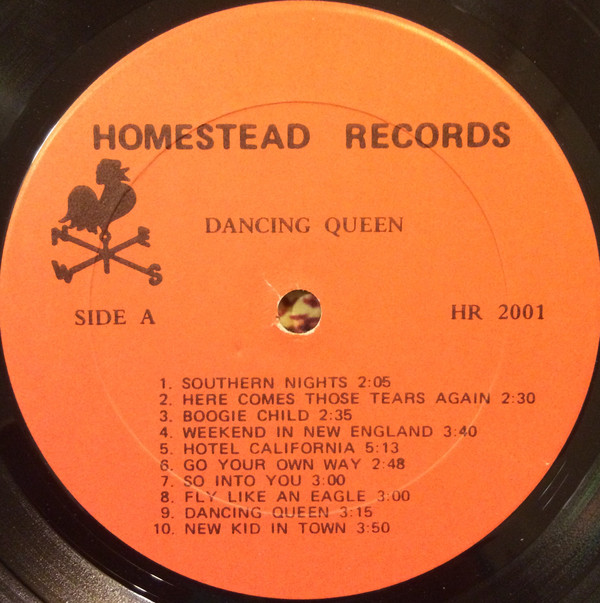 HOMESTEAD RECORDS
DANCING QUEEN
N E
W S
SIDE A
HR 2001
1. SOUTHERN NIGHTS 2:05
2. HERE COMES THOSE TEARS AGAIN 2:30
3. BOOGIE CHILD 2:35
4. WEEKEND IN NEW ENGLAND 3:40
5. HOTEL CALIFORNIA 5:13
6. GO YOUR OWN WAY 2:48
7. SO INTO YOU 3:00
8. FLY LIKE AN EAGLE 3:00
9. DANCING QUEEN 3:15
10. NEW KID IN TOWN 3:50